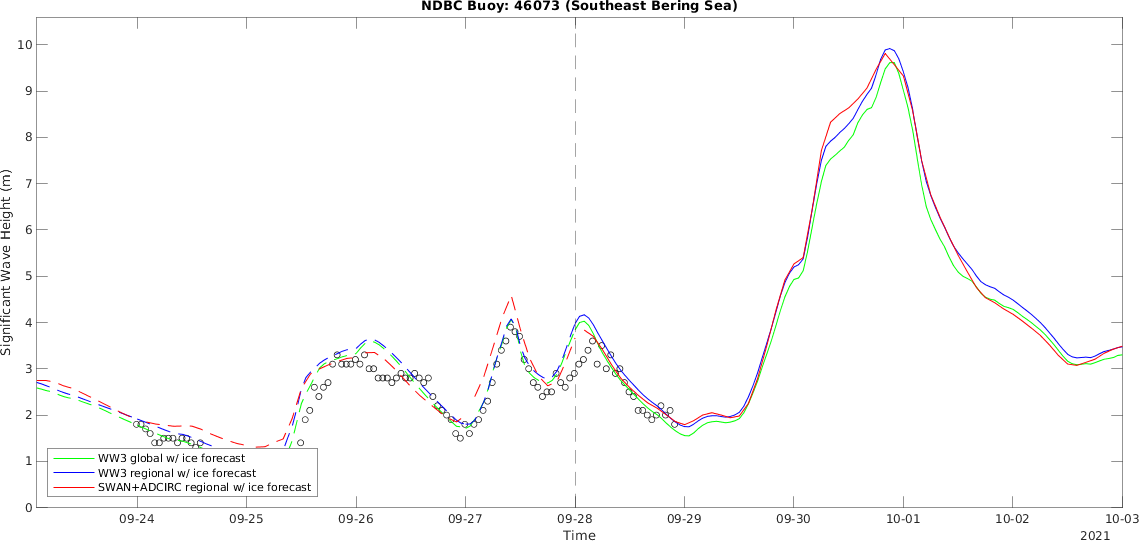 NDBC Buoy: 46073 (Southeast Bering Sea)
Significant Wave Height (m)
10
9
8
7
6
5
4
3
2
1
0
WW3 global w/ ice forecast
WW3 regional w/ ice forecast
SWAN+ADCIRC regional w/ ice forecast
09-24 09-25 09-26 09-27 09-28 09-29 09-30 10-01 10-02 10-03
Time
2021